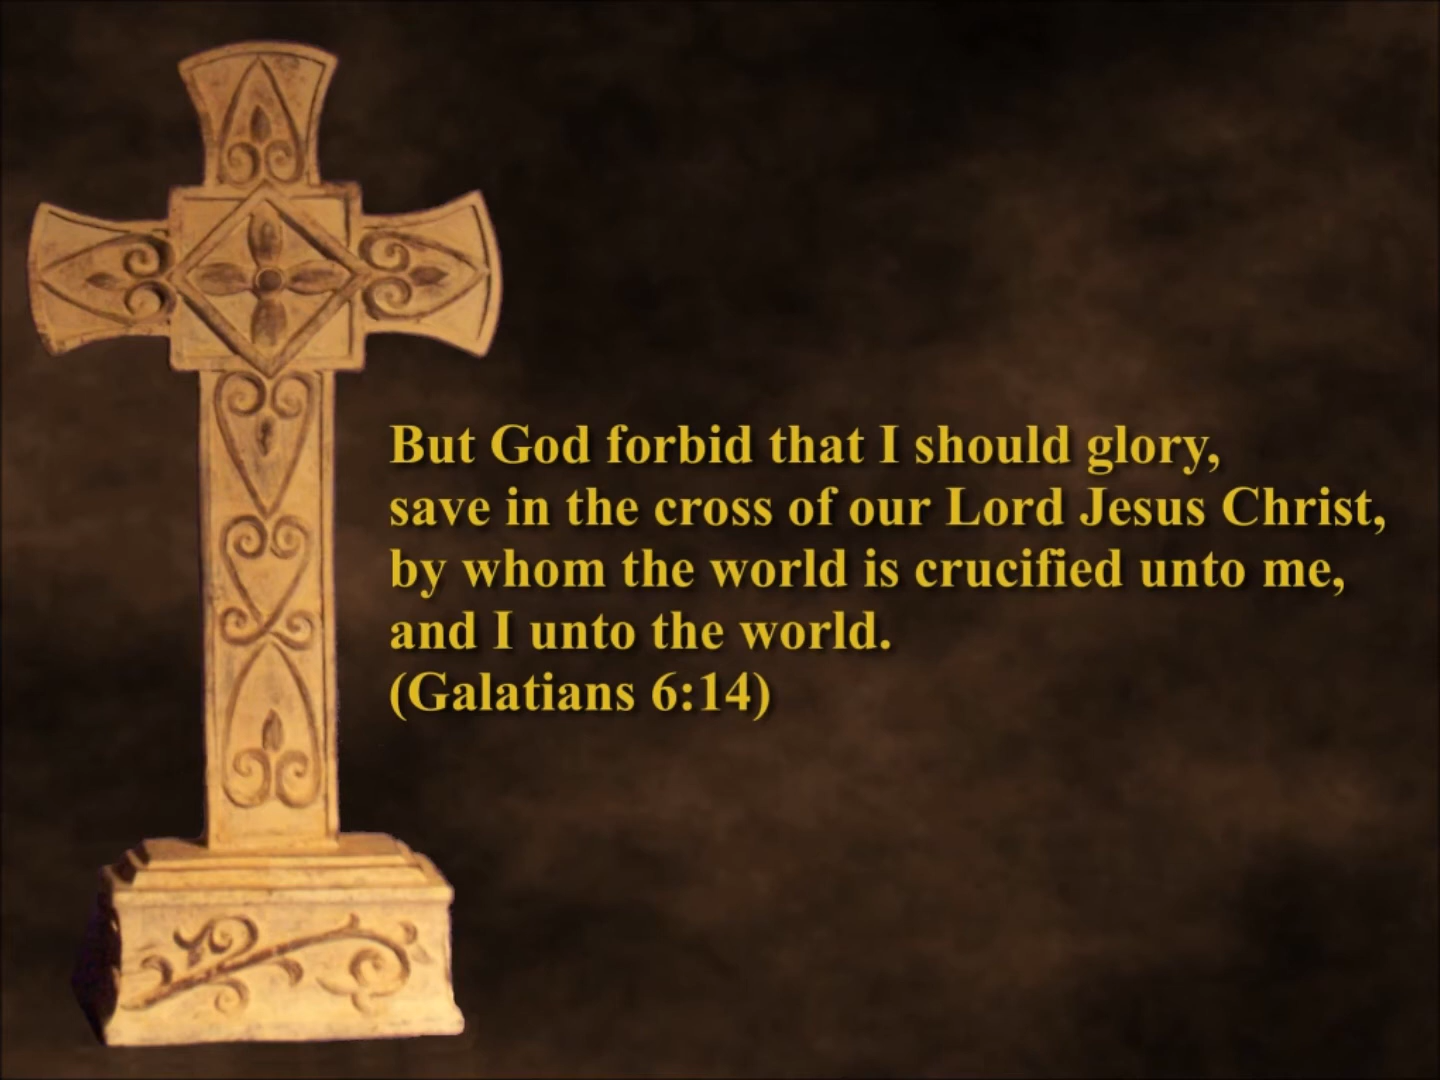 But God forbid that I should glory,
save in the cross of our Lord Jesus Christ,
by whom the world is crucified unto me,
and I unto the world.
(Galatians 6:14)